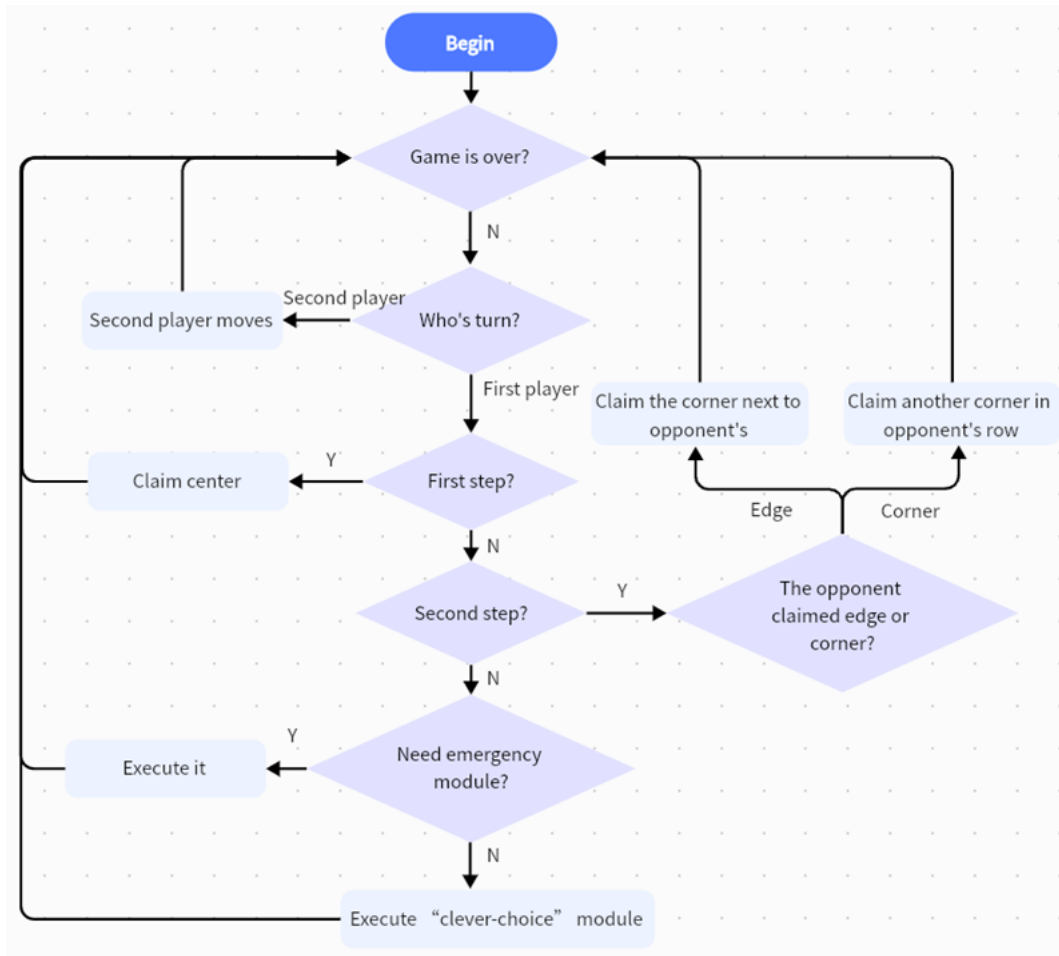 Begin
Game is over?
N
Second player
Second player moves
Who's turn?
First player
Claim the corner next to
opponent's
Claim another corner in
opponent's row
Y
Claim center
First step?
Edge
Corner
N
Second step?
Y
The opponent
claimed edge or
corner?
N
Y
Execute it
Need emergency
module?
N
Execute “clever-choice” module